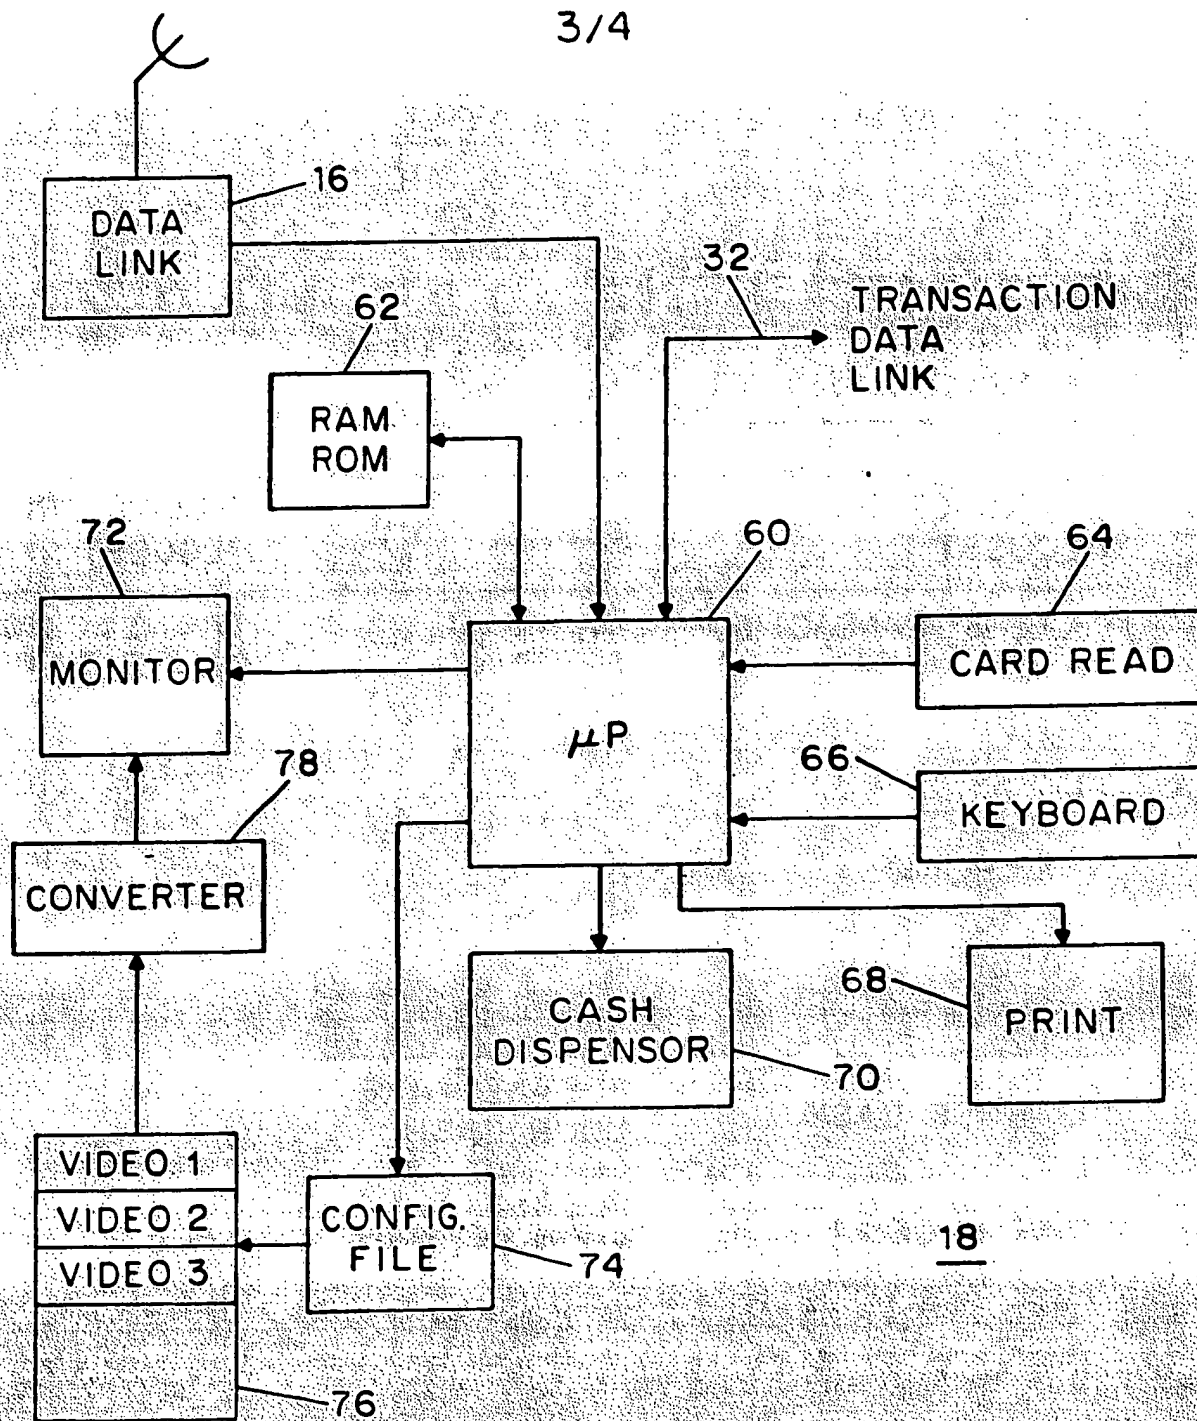 3/4
16
DATA
LINK
32
TRANSACTION
DATA
LINK
62
RAM
ROM
72
MONITOR
60
μP
64
CARD READ
66
KEYBOARD
78
CONVERTER
CASH
DISPENSOR
70
68
PRINT
VIDEO 1
VIDEO 2
VIDEO 3
76
CONFIG.
FILE
74
18